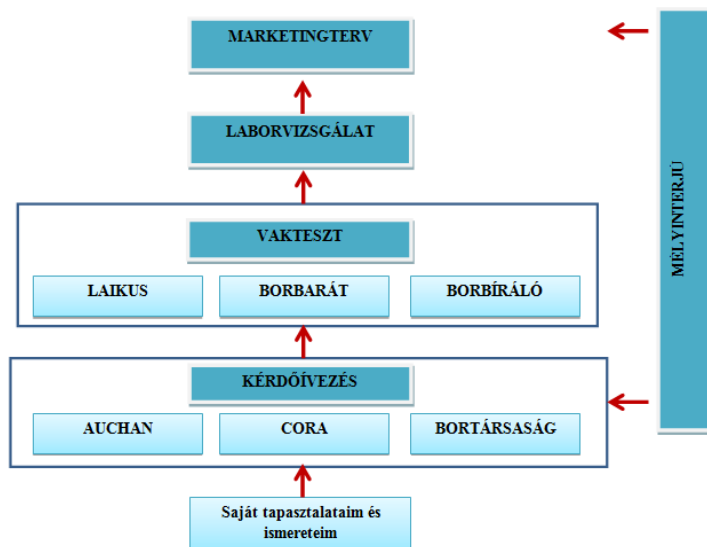 MARKETINGTERV
LABORVIZSGÁLAT
VAKTESZT
LAIKUS
BORBARÁT
BORBÍRÁLÓ
KÉRDŐÍVEZÉS
AUCHAN
CORA
BORTÁRSASÁG
Saját tapasztalataim és
ismereteim
MÉLYINTERJÚ